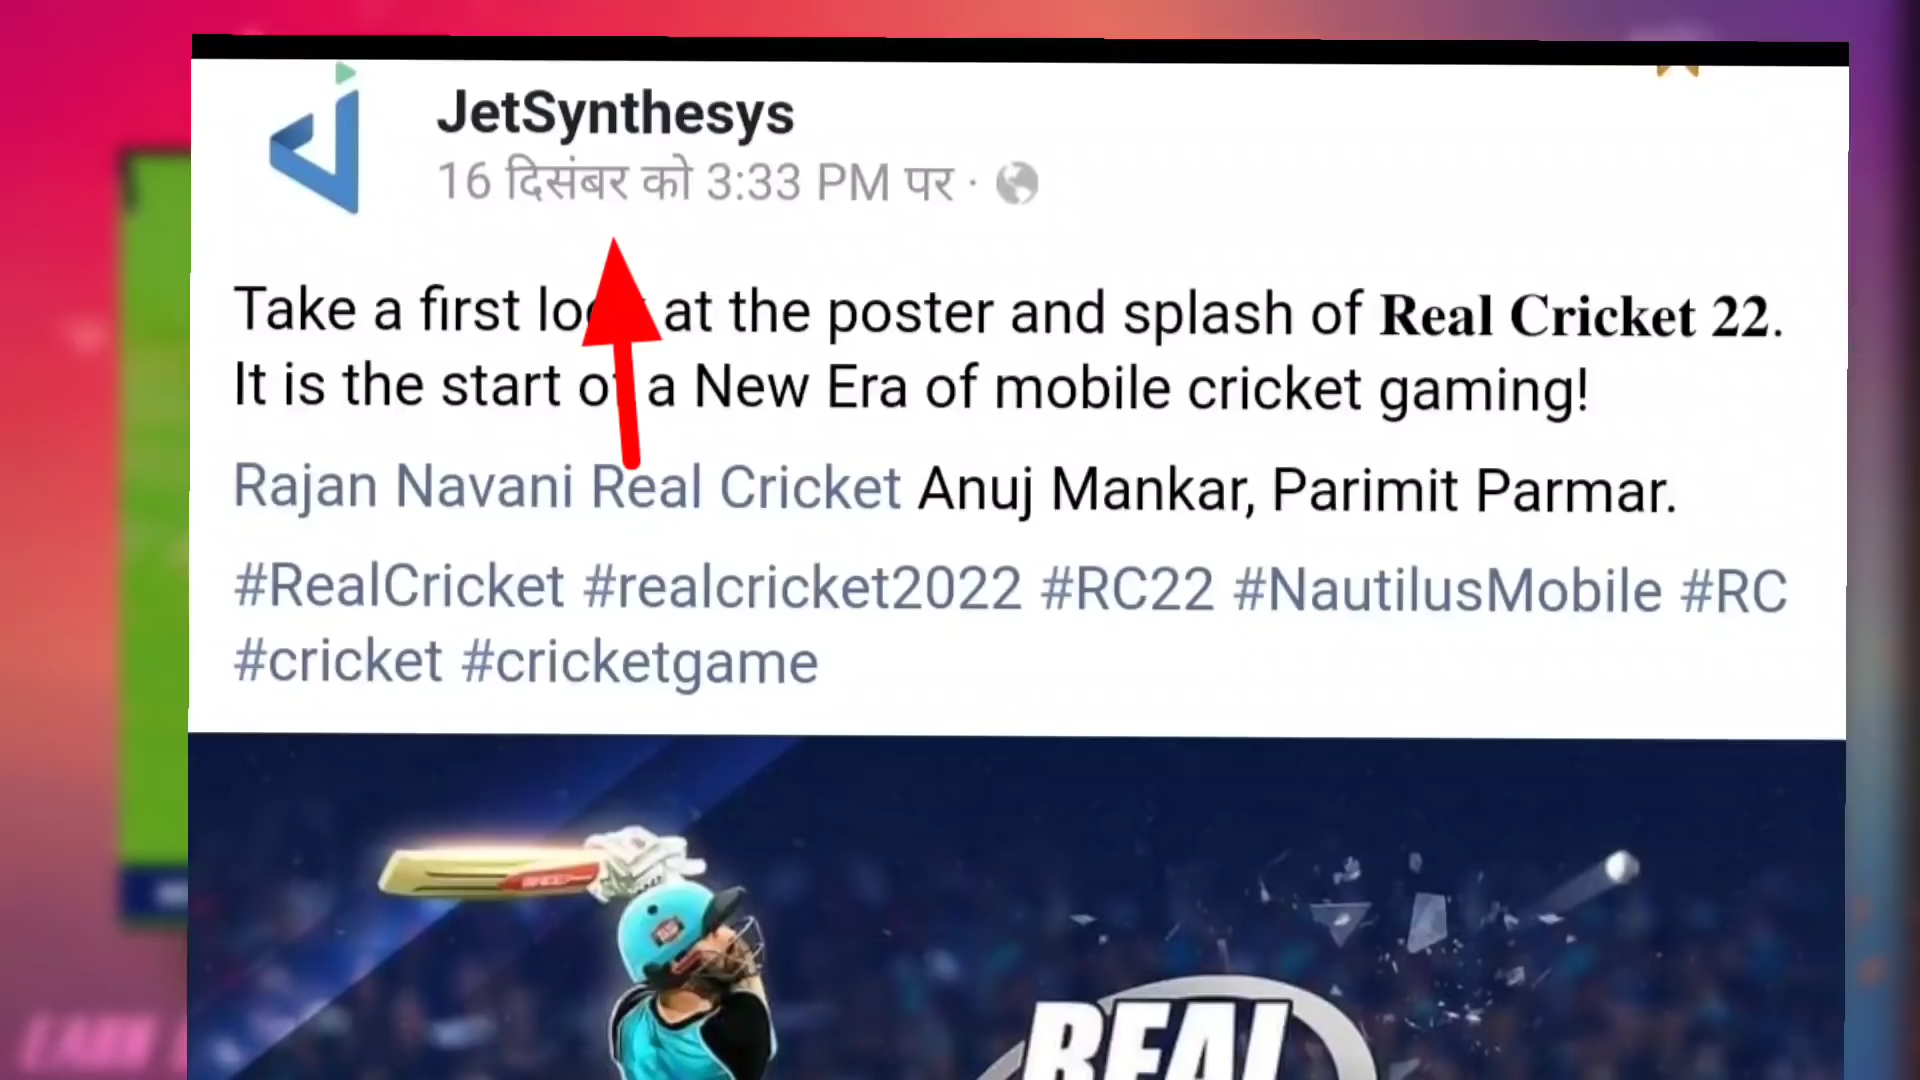 JetSynthesys
16 दिसंबर को 3:33 PM पर ·
Take a first at the poster and splash of Real Cricket 22.
It is the start a New Era of mobile cricket gaming!
Rajan Navani Real Cricket Anuj Mankar, Parimit Parmar.
#RealCricket #realcricket2022 #RC22 #NautilusMobile #RC
#cricket #cricketgame
REAL